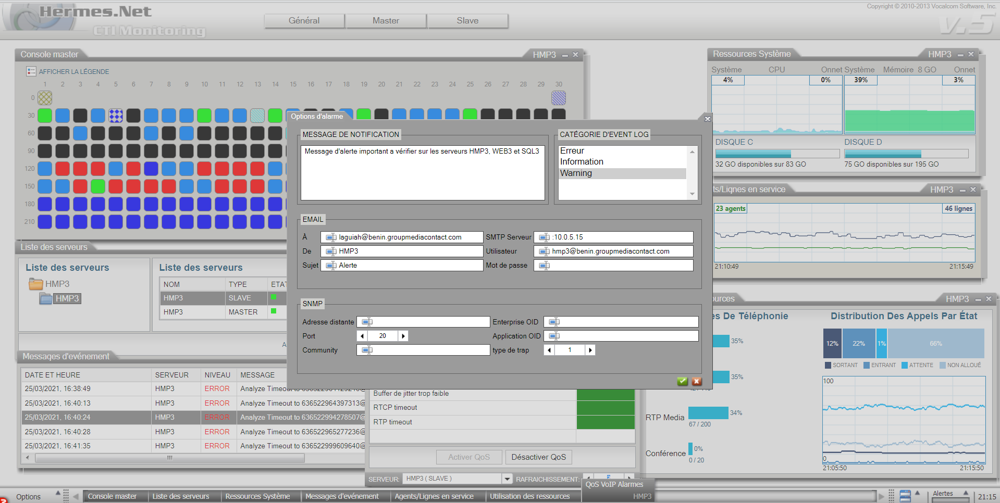 Hermes.Net
CTI Monitoring
Général
Master
Slave
Copyright © 2010-2013 Vocalcom Software, Inc.
v.5
Console master
HMP3
AFFICHER LA LÉGENDE
1 2 3 4 5 6 7 8 9 10 11 12 13 14 15 16 17 18 19 20 21 22 23 24 25 26 27 28 29 30
0
30
60
90
120
150
180
210
Ressources Système
HMP3
Système CPU Onnet
Système Mémoire 8 GO Onnet
4% 0% 39% 3%
DISQUE C
DISQUE D
32 GO disponibles sur 83 GO
75 GO disponibles sur 195 GO
Options d'alarme
MESSAGE DE NOTIFICATION
Message d'alerte important a vérifier sur les serveurs HMP3, WEB3 et SQL3
CATÉGORIE D'EVENT LOG
Erreur
Information
Warning
EMAIL
À laguiah@benin.groupmediacontact.com
SMTP Serveur :10.0.5.15
De HMP3
Utilisateur hmp3@benin.groupmediacontact.com
Sujet Alerte
Mot de passe
SNMP
Adresse distante
Enterprise OID
Port 20
Application OID
Community
type de trap 1
ts/Lignes en service
HMP3
23 agents
46 lignes
21:10:49
21:15:49
Liste des serveurs
Liste des serveurs
HMP3
HMP3
Liste des serveurs
NOM TYPE ETAT
HMP3 SLAVE
HMP3 MASTER
A
Messages d'evénement
DATE ET HEURE SERVEUR NIVEAU MESSAGE
25/03/2021, 16:38:49 HMP3 ERROR Analyze Timeout to
25/03/2021, 16:40:13 HMP3 ERROR Analyze Timeout to 636522964397313@
25/03/2021, 16:40:24 HMP3 ERROR Analyze Timeout to 636522994278507@
25/03/2021, 16:40:28 HMP3 ERROR Analyze Timeout to 636522965277236@
25/03/2021, 16:41:35 HMP3 ERROR Analyze Timeout to 636522999609640@
Buffer de jitter trop faible
RTCP timeout
RTP timeout
Activer QoS
Désactiver QoS
SERVEUR: HMP3 ( SLAVE )
RAFRAICHISSEMENT: 2
ources
HMP3
es De Téléphonie
35%
35%
RTP Media 34%
67 / 200
Conférence 0%
0 / 20
Distribution Des Appels Par État
12% 22% 1% 66%
SORTANT ENTRANT ATTENTE NON ALLOUÉ
100
0
21:05:50
21:15:50
Options
Console master
Liste des serveurs
Ressources Système
Messages d'evénement
Agents/Lignes en service
Utilisation des ressources
QoS VoIP Alarmes
HMP3
Alertes
21:15